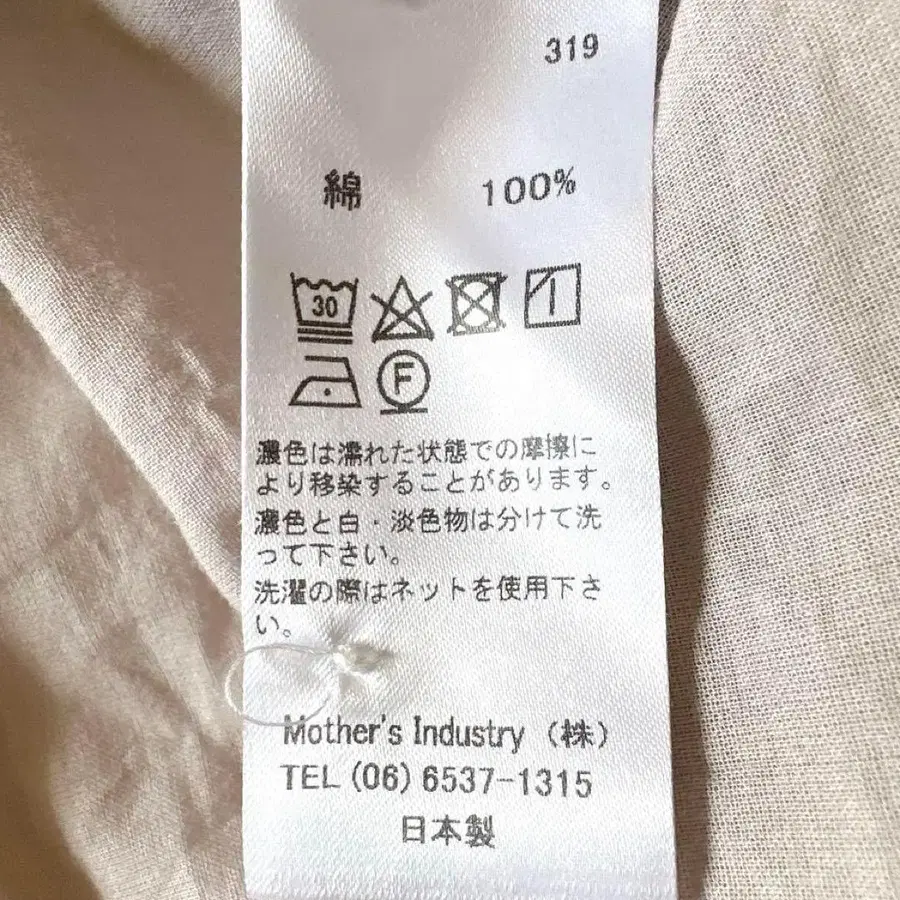 319
綿 100%
30
F
濃色は濡れた状態での摩擦に
より移染することがあります。
濃色と白・淡色物は分けて洗
って下さい。
洗濯の際はネットを使用下さ
い。
Mother's Industry (株)
TEL (06) 6537-1315
日本製